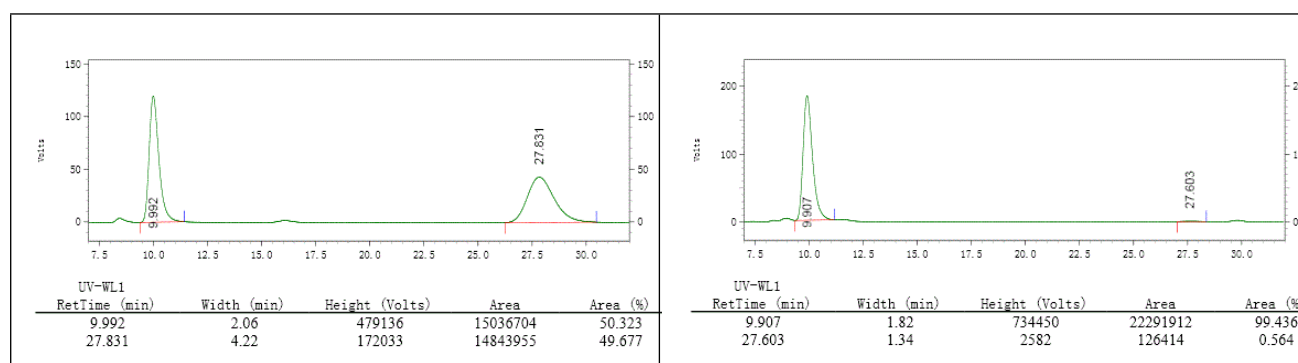 150
150
100
100
50
50
0
0
Volts
9.992
27.831
7.5 10.0 12.5 15.0 17.5 20.0 22.5 25.0 27.5 30.0
UV-WL1
RetTime (min) Width (min) Height (Volts) Area Area (%)
9.992 2.06 479136 15036704 50.323
27.831 4.22 172033 14843955 49.677
200
2
100
1
0
0
Volts
9.907
27.603
7.5 10.0 12.5 15.0 17.5 20.0 22.5 25.0 27.5 30.0
UV-WL1
RetTime (min) Width (min) Height (Volts) Area Area (%)
9.907 1.82 734450 22291912 99.436
27.603 1.34 2582 126414 0.564